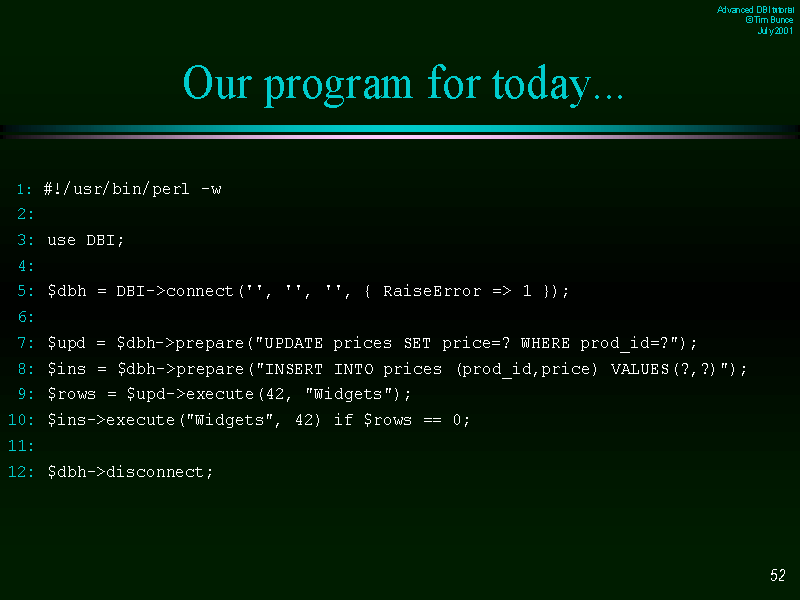 Advanced DBI tutorial
© Tim Bunce
July 2001
Our program for today...
1: #!/usr/bin/perl -w
2:
3: use DBI;
4:
5: $dbh = DBI->connect('', '', '', { RaiseError => 1 });
6:
7: $upd = $dbh->prepare("UPDATE prices SET price=? WHERE prod_id=?");
8: $ins = $dbh->prepare("INSERT INTO prices (prod_id,price) VALUES(?,?)");
9: $rows = $upd->execute(42, "Widgets");
10: $ins->execute("Widgets", 42) if $rows == 0;
11:
12: $dbh->disconnect;
52